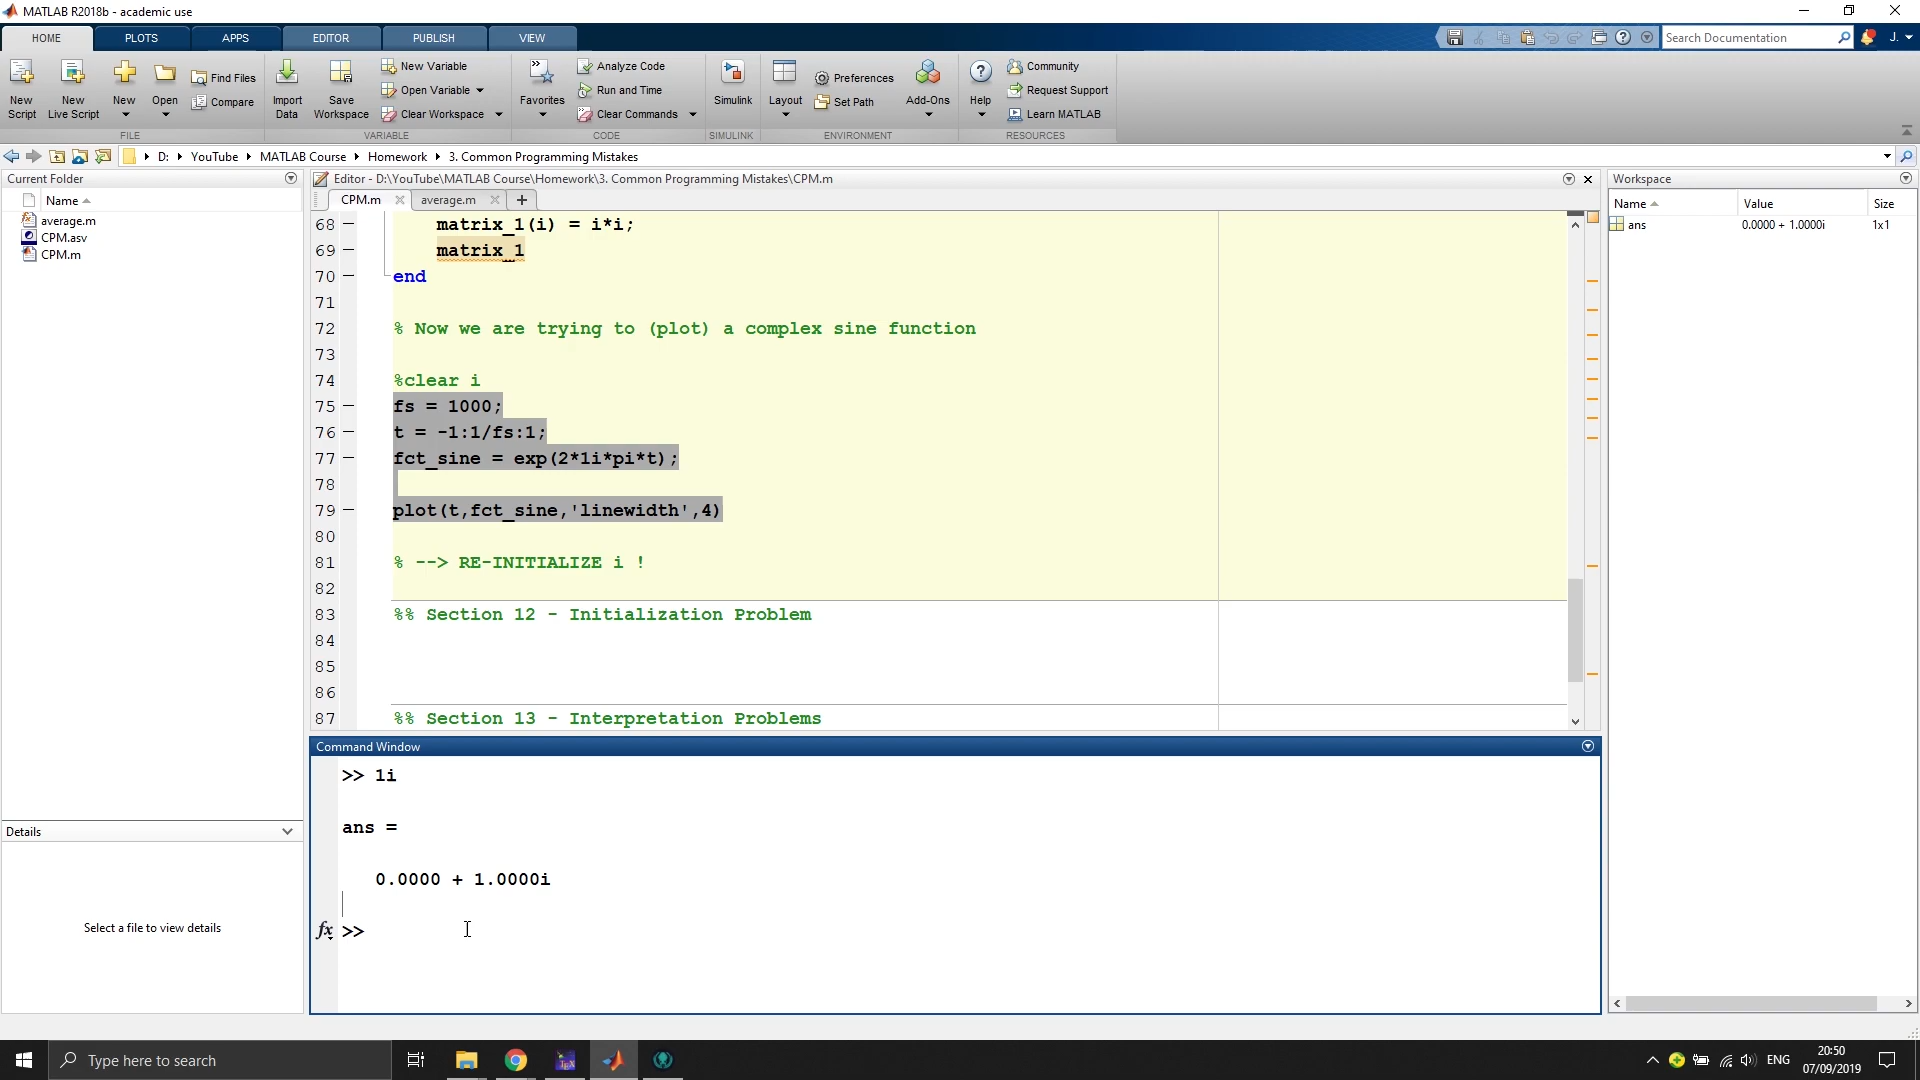 MATLAB R2018b - academic use
HOME PLOTS APPS EDITOR PUBLISH VIEW
Search Documentation
J.
New Script
New Live Script
New
Open
Find Files
Compare
FILE
Import Data
Save Workspace
New Variable
Open Variable
Clear Workspace
VARIABLE
Favorites
Analyze Code
Run and Time
Clear Commands
CODE
Simulink
SIMULINK
Layout
Preferences
Set Path
Add-Ons
ENVIRONMENT
Help
Community
Request Support
Learn MATLAB
RESOURCES
D: YouTube MATLAB Course Homework 3. Common Programming Mistakes
Current Folder
Name
average.m
CPM.asv
CPM.m
Details
Select a file to view details
Editor - D:\YouTube\MATLAB Course\Homework\3. Common Programming Mistakes\CPM.m
CPM.m average.m
68 matrix_1(i) = i*i;
69 matrix_1
70 end
71
72 % Now we are trying to (plot) a complex sine function
73
74 %clear i
75 fs = 1000;
76 t = -1:1/fs:1;
77 fct_sine = exp(2*1i*pi*t);
78
79 plot(t,fct_sine,'linewidth',4)
80
81 % --> RE-INITIALIZE i !
82
83 %% Section 12 - Initialization Problem
84
85
86
87 %% Section 13 - Interpretation Problems
Command Window
>> 1i
ans =
0.0000 + 1.0000i
fx >>
Workspace
Name Value Size
ans 0.0000 + 1.0000i 1x1
Type here to search
ENG
20:50
07/09/2019